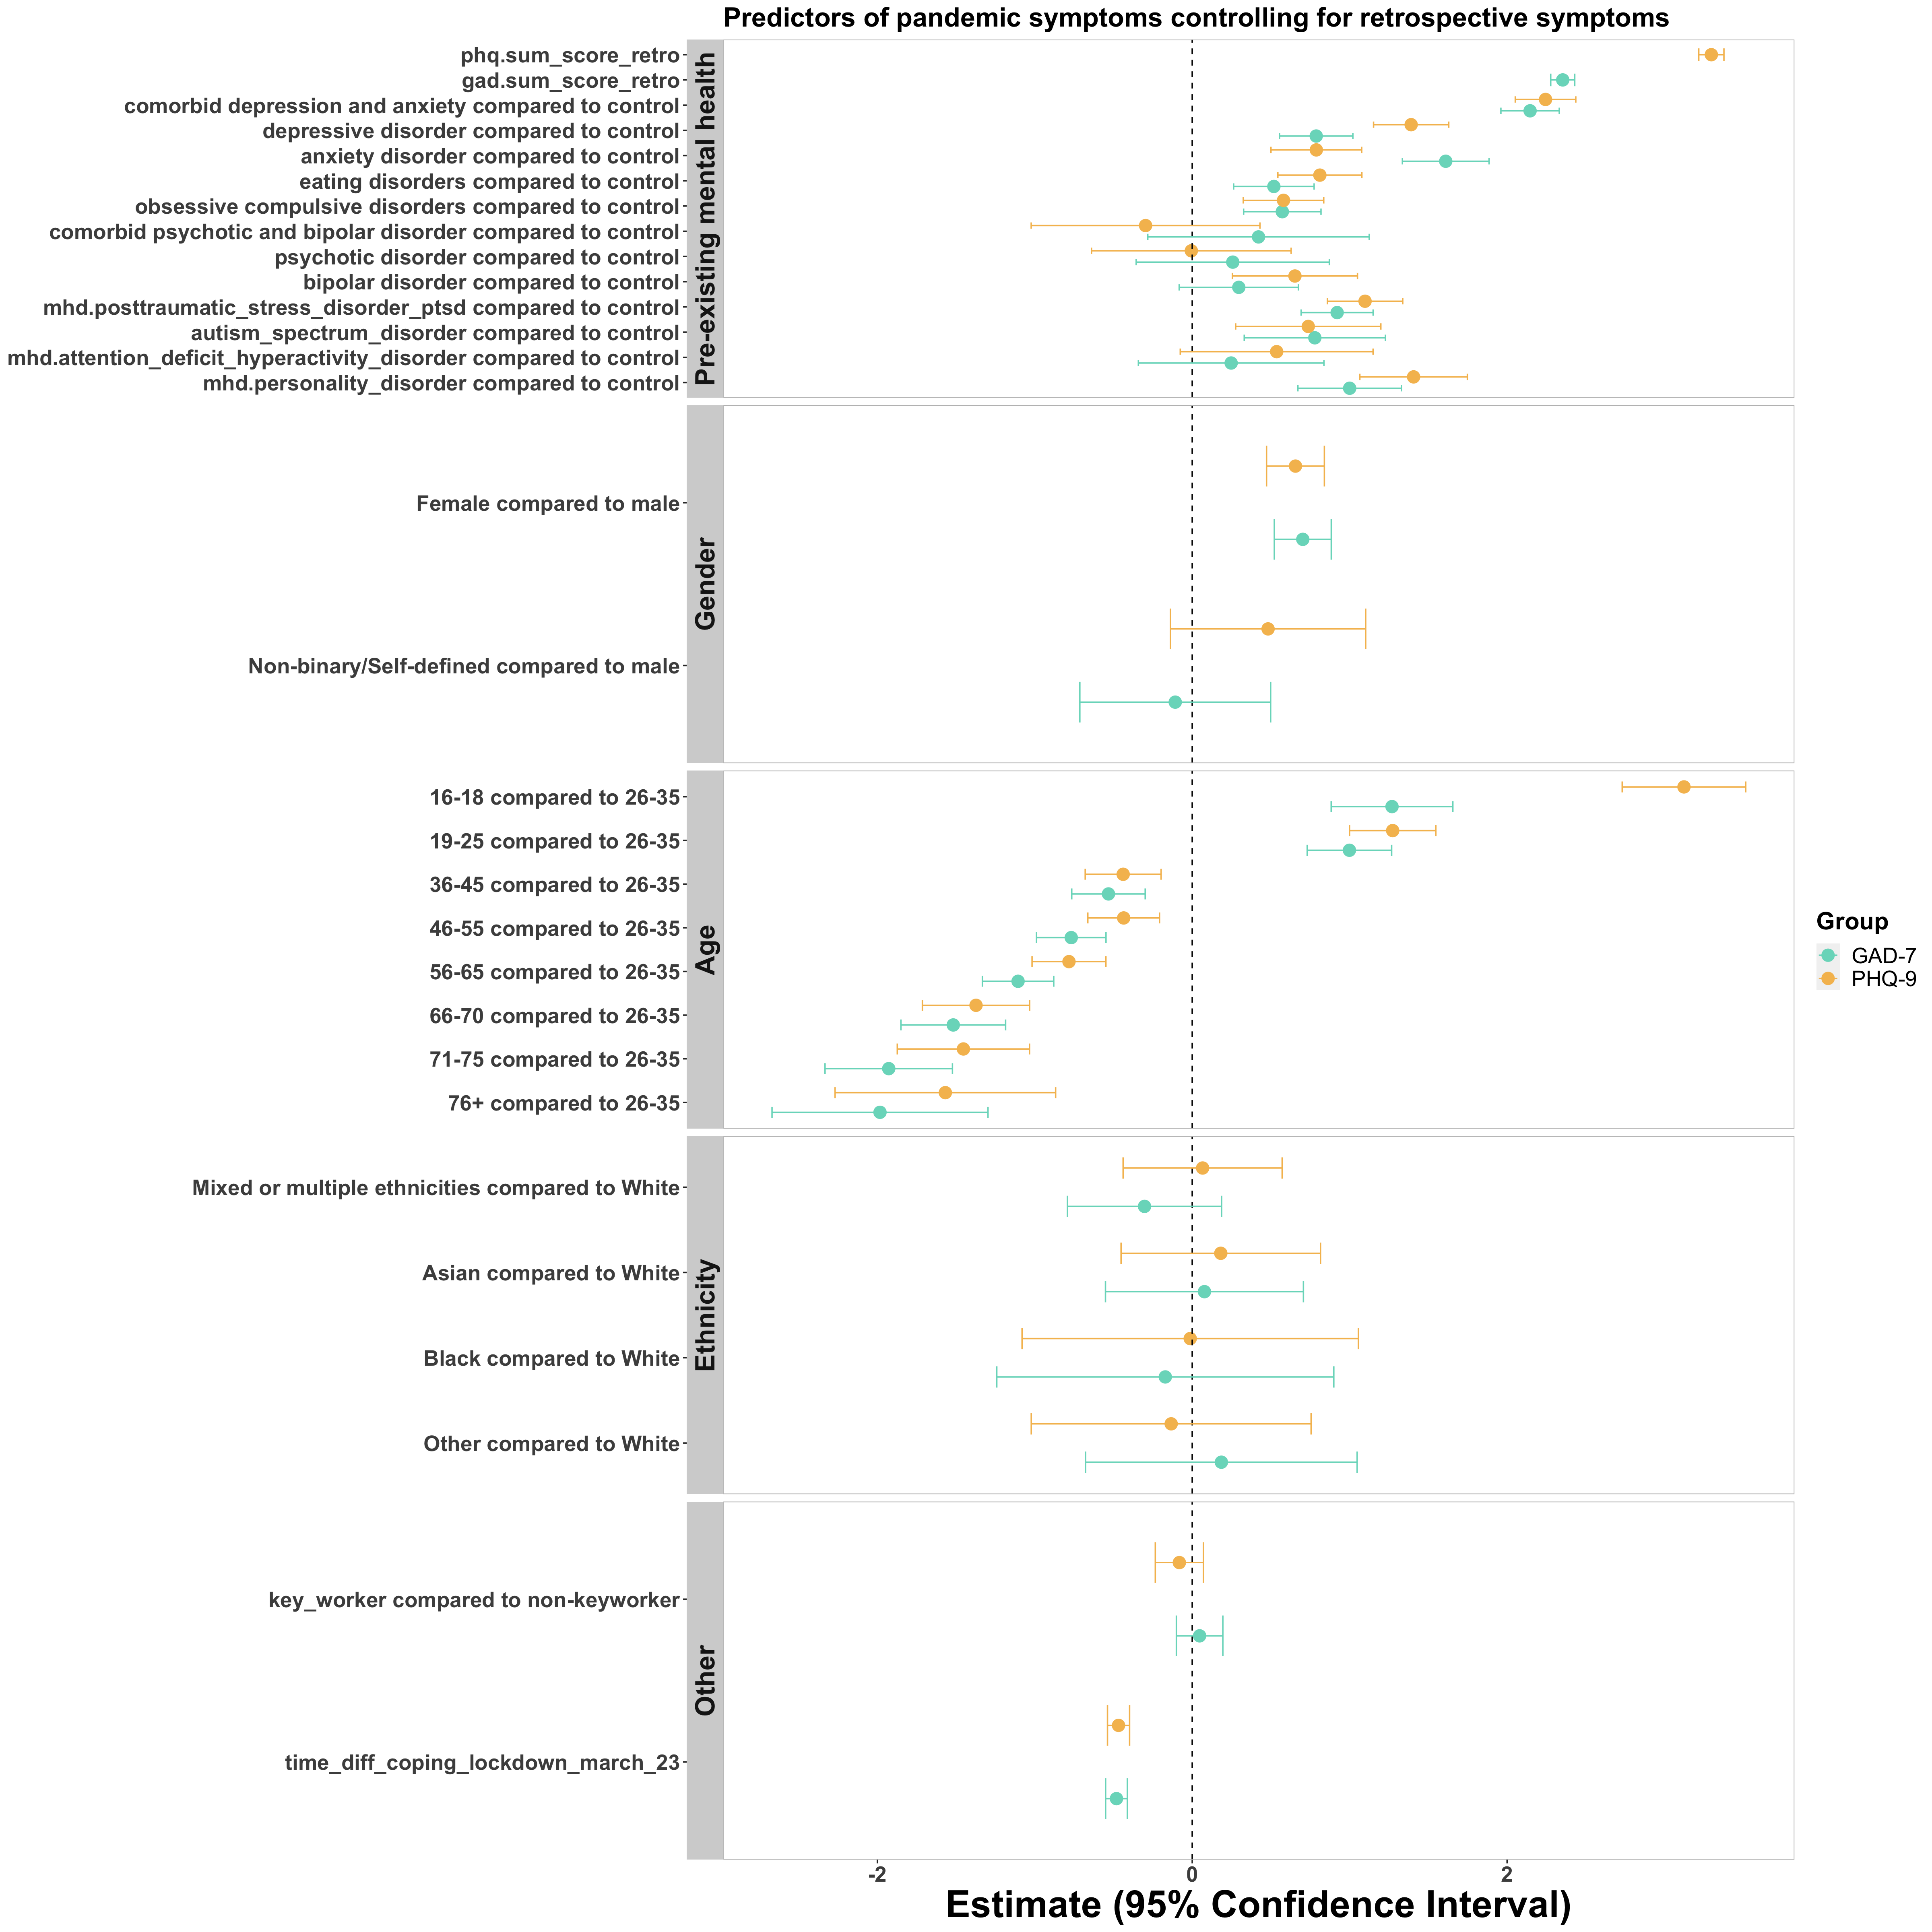 Predictors of pandemic symptoms controlling for retrospective symptoms
Pre-existing mental health
phq.sum_score_retro
gad.sum_score_retro
comorbid depression and anxiety compared to control
depressive disorder compared to control
anxiety disorder compared to control
eating disorders compared to control
obsessive compulsive disorders compared to control
comorbid psychotic and bipolar disorder compared to control
psychotic disorder compared to control
bipolar disorder compared to control
mhd.posttraumatic_stress_disorder_ptsd compared to control
autism_spectrum_disorder compared to control
mhd.attention_deficit_hyperactivity_disorder compared to control
mhd.personality_disorder compared to control
Gender
Female compared to male
Non-binary/Self-defined compared to male
Age
16-18 compared to 26-35
19-25 compared to 26-35
36-45 compared to 26-35
46-55 compared to 26-35
56-65 compared to 26-35
66-70 compared to 26-35
71-75 compared to 26-35
76+ compared to 26-35
Ethnicity
Mixed or multiple ethnicities compared to White
Asian compared to White
Black compared to White
Other compared to White
Other
key_worker compared to non-keyworker
time_diff_coping_lockdown_march_23
-2 0 2
Estimate (95% Confidence Interval)
Group
GAD-7
PHQ-9